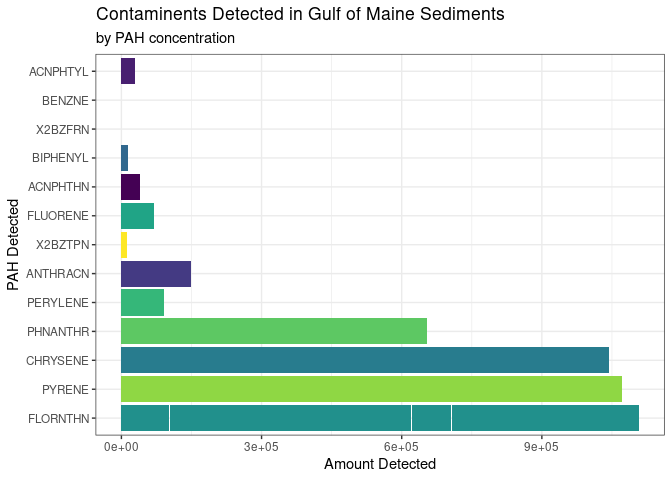 Contaminents Detected in Gulf of Maine Sediments
by PAH concentration
PAH Detected
ACNPHTYL
BENZNE
X2BZFRN
BIPHENYL
ACNPHTHN
FLUORENE
X2BZTPN
ANTHRACN
PERYLENE
PHNANTHR
CHRYSENE
PYRENE
FLORNTHN
0e+00 3e+05 6e+05 9e+05
Amount Detected